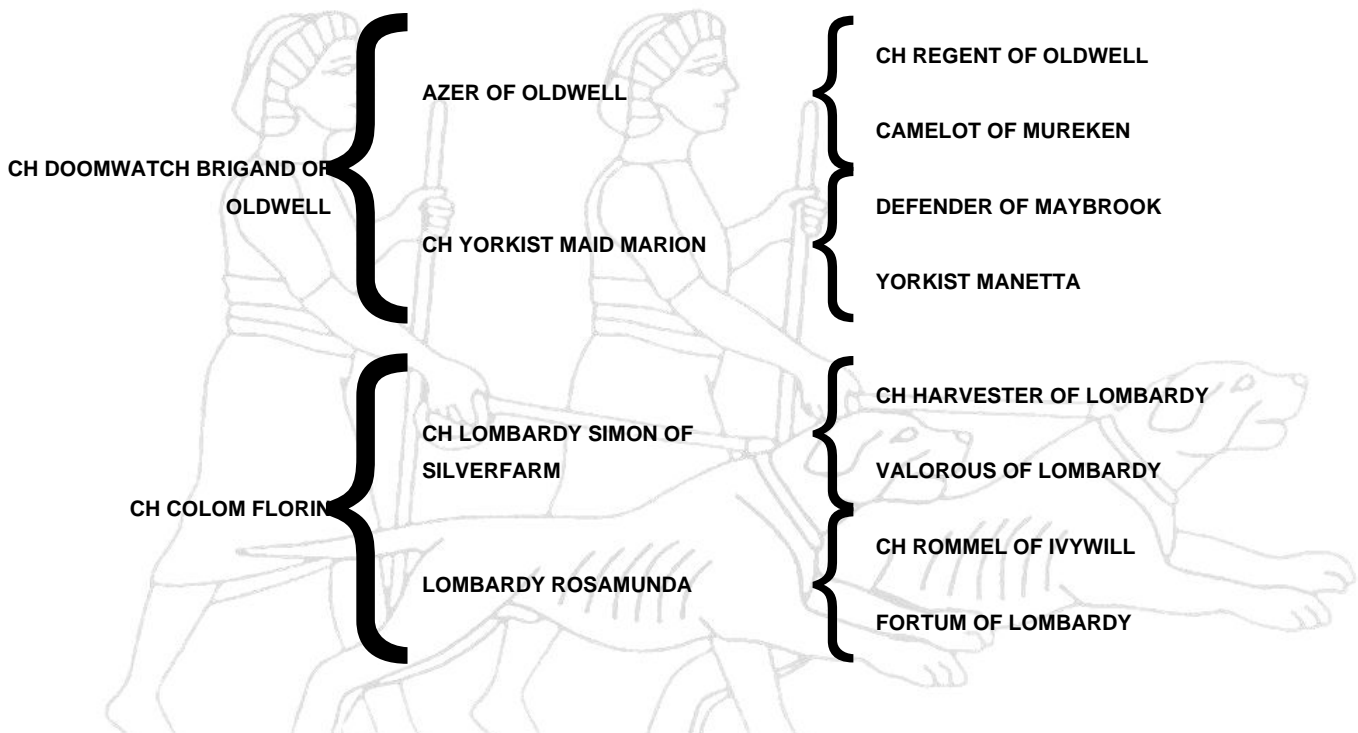 CH REGENT OF OLDWELL
AZER OF OLDWELL
CAMELOT OF MUREKEN
CH DOOMWATCH BRIGAND OF
OLDWELL
DEFENDER OF MAYBROOK
CH YORKIST MAID MARION
YORKIST MANETTA
CH HARVESTER OF LOMBARDY
CH LOMBARDY SIMON OF
SILVERFARM
VALOROUS OF LOMBARDY
CH COLOM FLORIN
CH ROMMEL OF IVYWILL
LOMBARDY ROSAMUNDA
FORTUM OF LOMBARDY